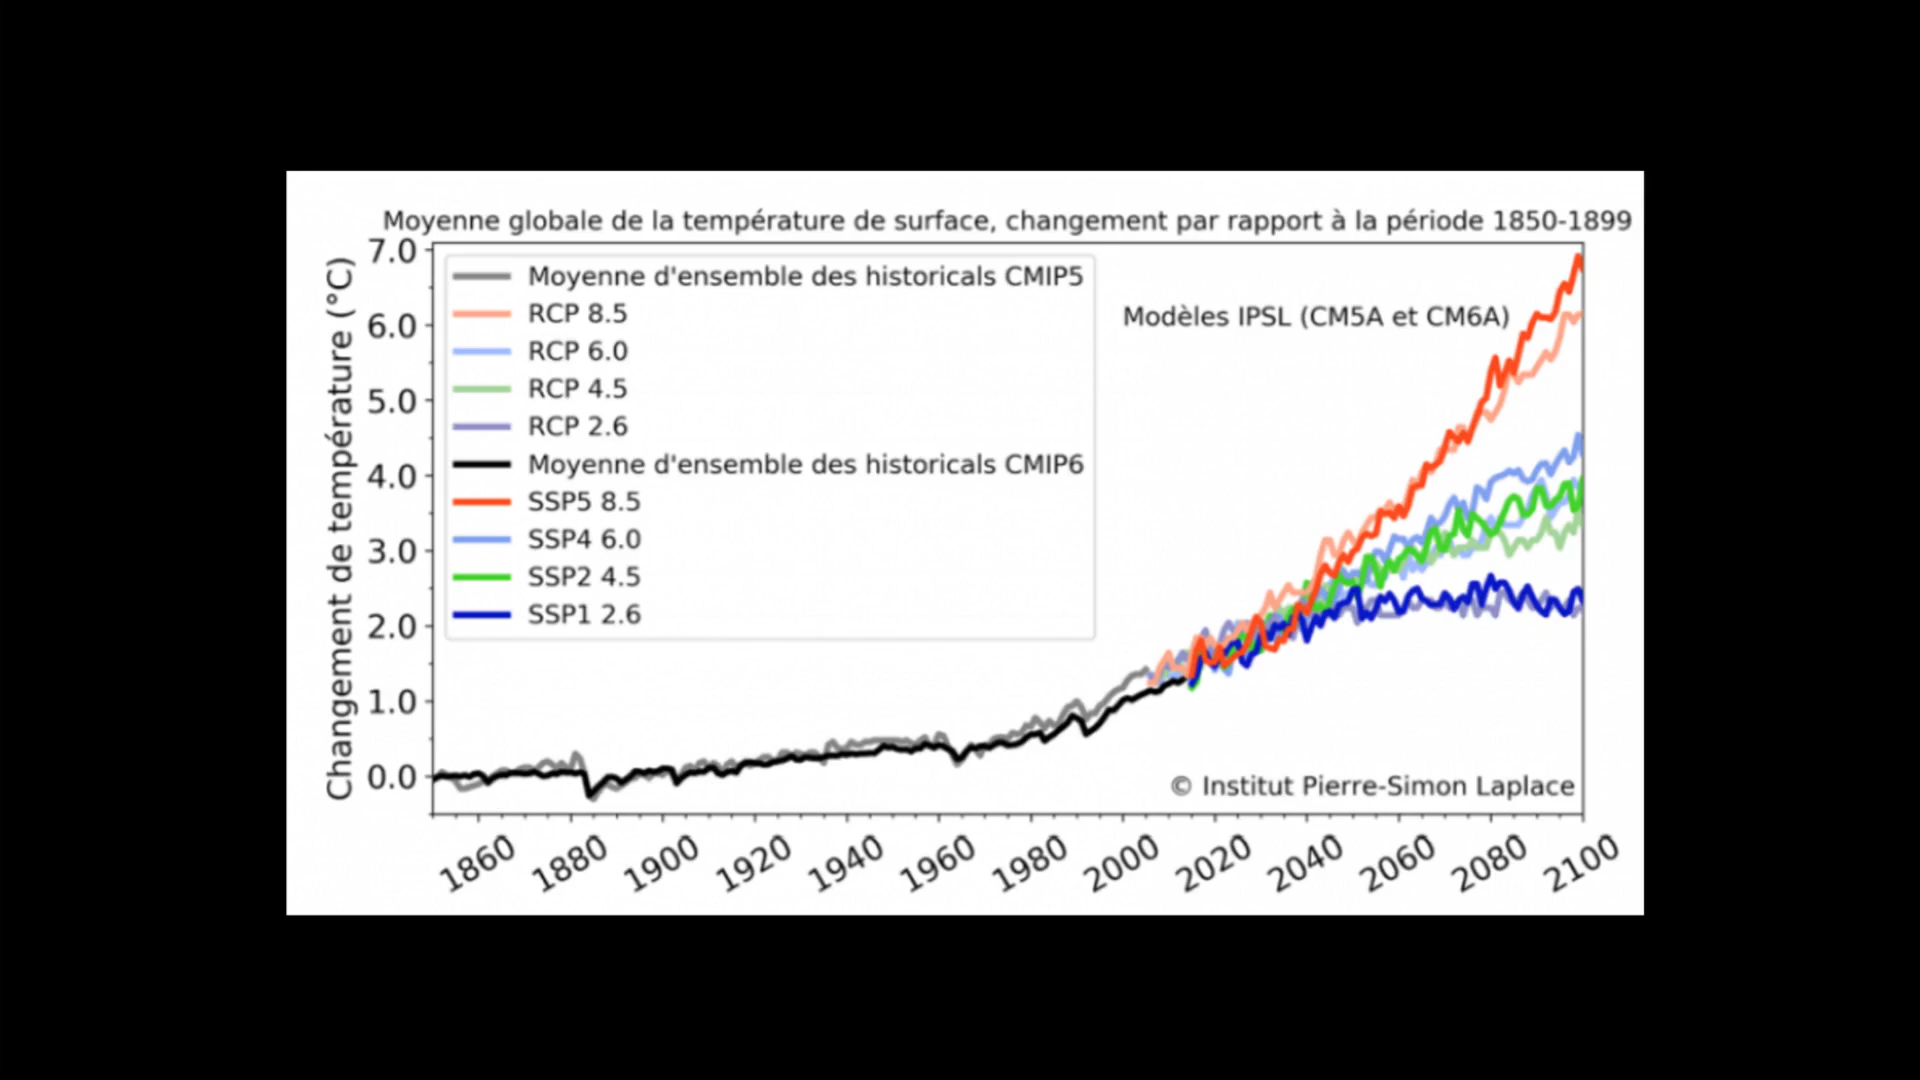 Moyenne globale de la température de surface, changement par rapport à la période 1850-1899
Changement de température (°C)
7.0
6.0
5.0
4.0
3.0
2.0
1.0
0.0
Moyenne d'ensemble des historicals CMIP5
RCP 8.5
RCP 6.0
RCP 4.5
RCP 2.6
Moyenne d'ensemble des historicals CMIP6
SSP5 8.5
SSP4 6.0
SSP2 4.5
SSP1 2.6
Modèles IPSL (CM5A et CM6A)
© Institut Pierre-Simon Laplace
1860 1880 1900 1920 1940 1960 1980 2000 2020 2040 2060 2080 2100